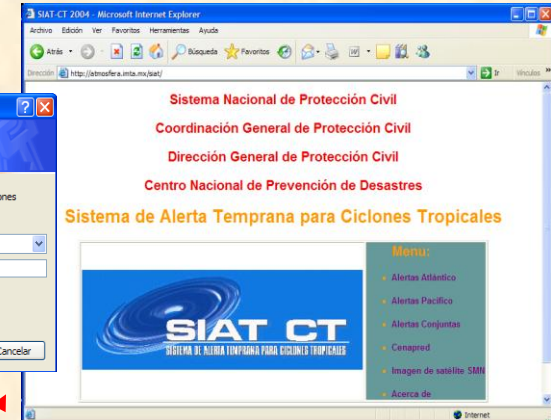 SIAT-CT 2004 - Microsoft Internet Explorer
Archivo Edición Ver Favoritos Herramientas Ayuda
Atrás Búsqueda Favoritos
Dirección http://atmosfera.imta.mx/siat/ Ir Vínculos »
Sistema Nacional de Protección Civil
Coordinación General de Protección Civil
Dirección General de Protección Civil
Centro Nacional de Prevención de Desastres
Sistema de Alerta Temprana para Ciclones Tropicales
SIAT CT
SISTEMA DE ALERTA TEMPRANA PARA CICLONES TROPICALES
Menu:
Alertas Atlántico
Alertas Pacifico
Alertas Conjuntas
Cenapred
Imagen de satélite SMN
Acerca de
Internet
ones
Cancelar